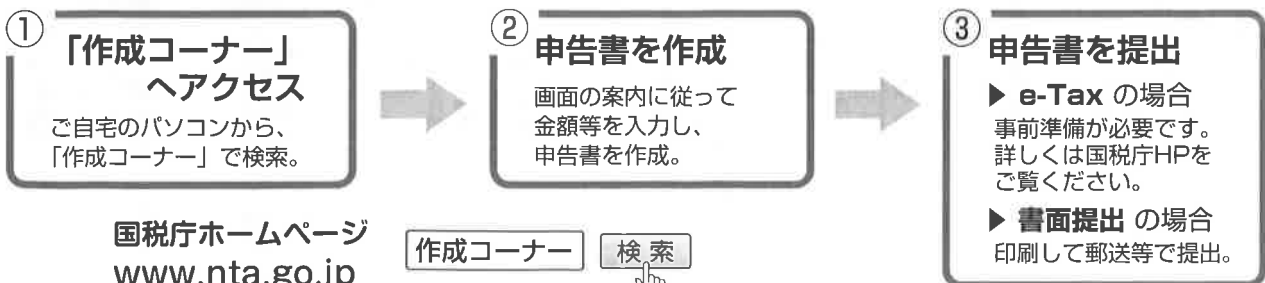 ①
「作成コーナー」
へアクセス
ご自宅のパソコンから、
「作成コーナー」で検索。
②
申告書を作成
画面の案内に従って
金額等を入力し、
申告書を作成。
③
申告書を提出
▶ e-Tax の場合
事前準備が必要です。
詳しくは国税庁HPを
ご覧ください。
▶ 書面提出 の場合
印刷して郵送等で提出。
国税庁ホームページ
www.nta.go.jp
作成コーナー 検索